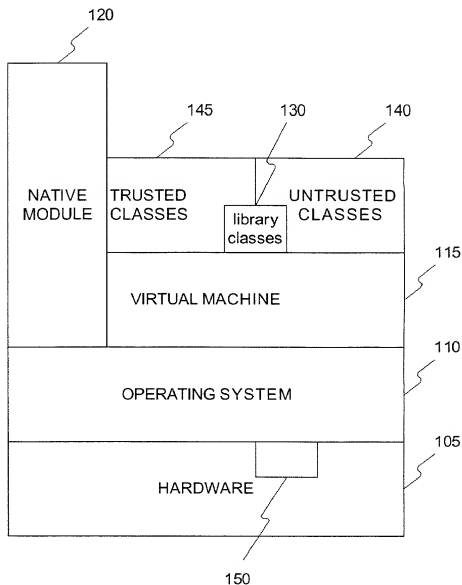 120
145
130
140
NATIVE
MODULE
TRUSTED
CLASSES
library
classes
UNTRUSTED
CLASSES
115
VIRTUAL MACHINE
110
OPERATING SYSTEM
105
HARDWARE
150